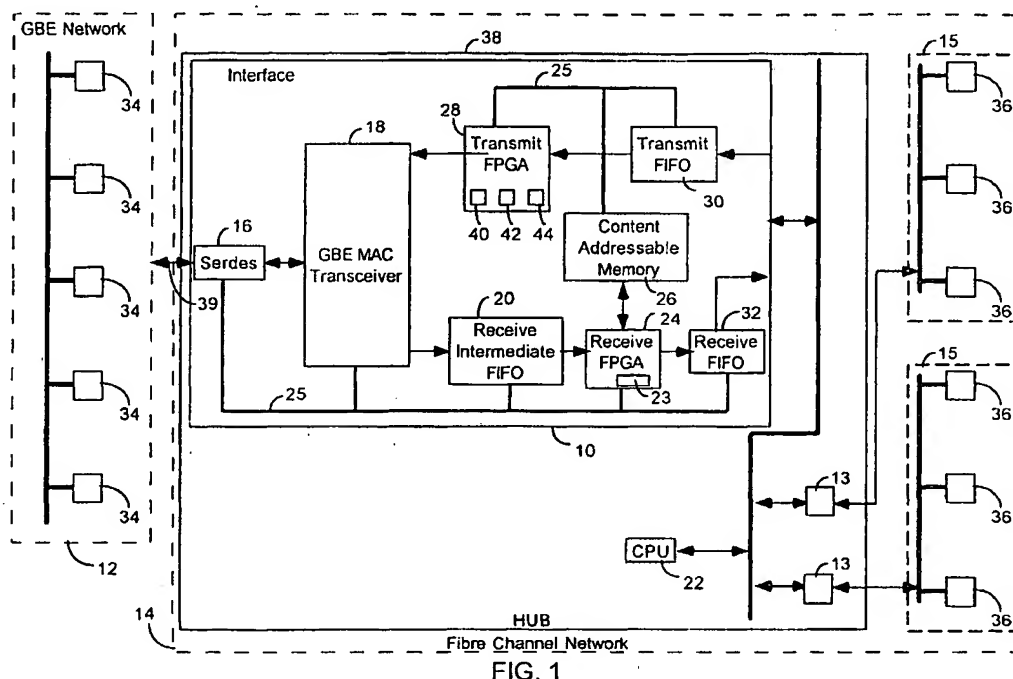 GBE Network
34
34
34
34
34
12
14
38
Interface
25
18
28
Transmit
FPGA
40
42
44
Transmit
FIFO
30
16
Serdes
39
GBE MAC
Transceiver
Content
Addressable
Memory
26
20
Receive
Intermediate
FIFO
24
Receive
FPGA
23
32
Receive
FIFO
25
10
13
13
CPU
22
HUB
Fibre Channel Network
15
36
36
36
15
36
36
36
FIG. 1